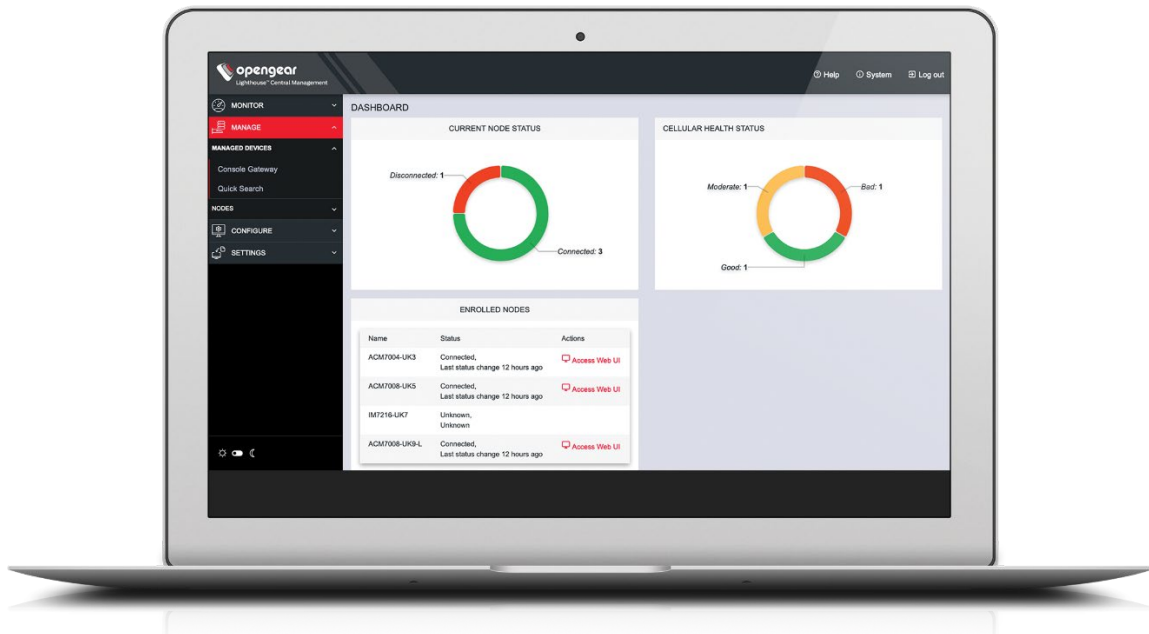 opengear
Lighthouse™ Central Management
Help
System
Log out
MONITOR
MANAGE
MANAGED DEVICES
Console Gateway
Quick Search
NODES
CONFIGURE
SETTINGS
DASHBOARD
CURRENT NODE STATUS
Disconnected: 1
Connected: 3
CELLULAR HEALTH STATUS
Moderate: 1
Bad: 1
Good: 1
ENROLLED NODES
Name Status Actions
ACM7004-UK3 Connected, Access Web UI
Last status change 12 hours ago
ACM7008-UK5 Connected, Access Web UI
Last status change 12 hours ago
IM7216-UK7 Unknown,
Unknown
ACM7008-UK9-L Connected, Access Web UI
Last status change 12 hours ago